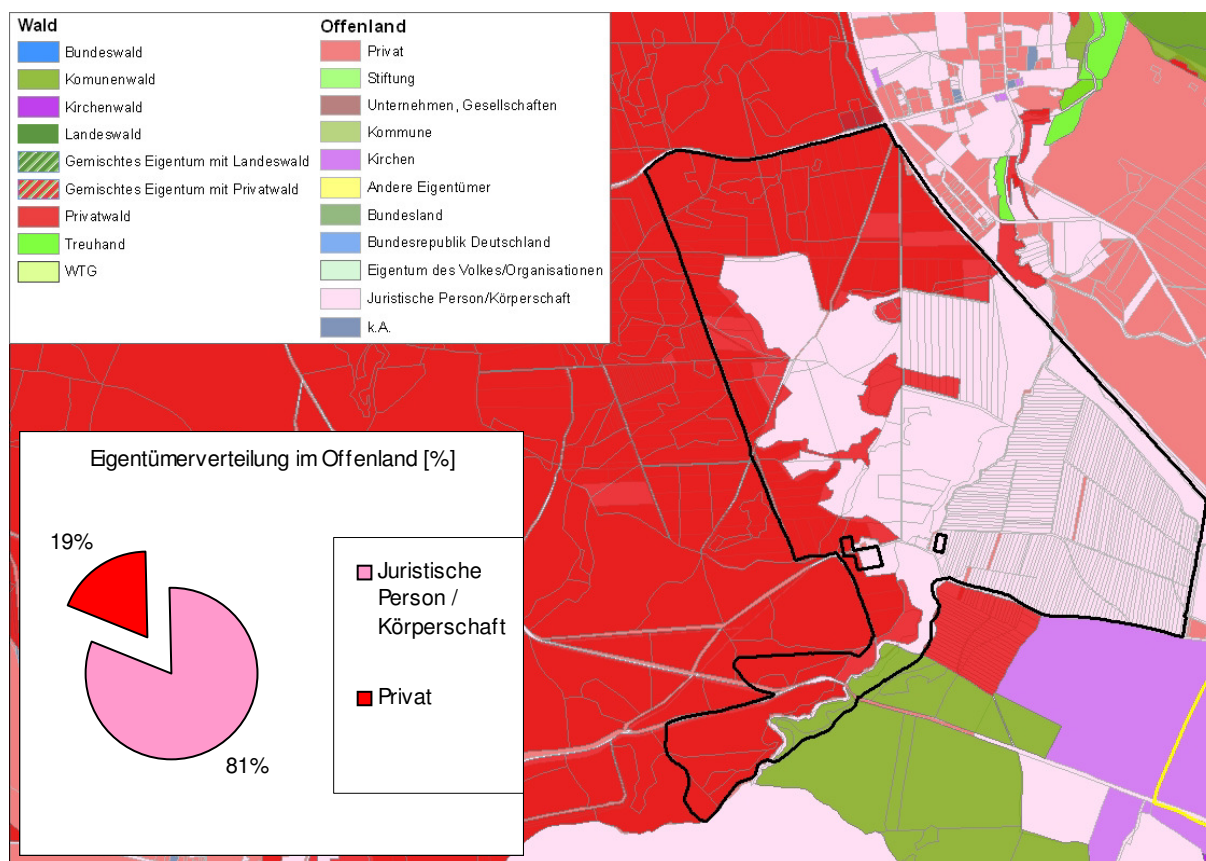 Wald
Bundeswald
Komunenwald
Kirchenwald
Landeswald
Gemischtes Eigentum mit Landeswald
Gemischtes Eigentum mit Privatwald
Privatwald
Treuhand
WTG
Offenland
Privat
Stiftung
Unternehmen, Gesellschaften
Kommune
Kirchen
Andere Eigentümer
Bundesland
Bundesrepublik Deutschland
Eigentum des Volkes/Organisationen
Juristische Person/Körperschaft
k.A.
Eigentümerverteilung im Offenland [%]
19%
81%
Juristische
Person /
Körperschaft
Privat